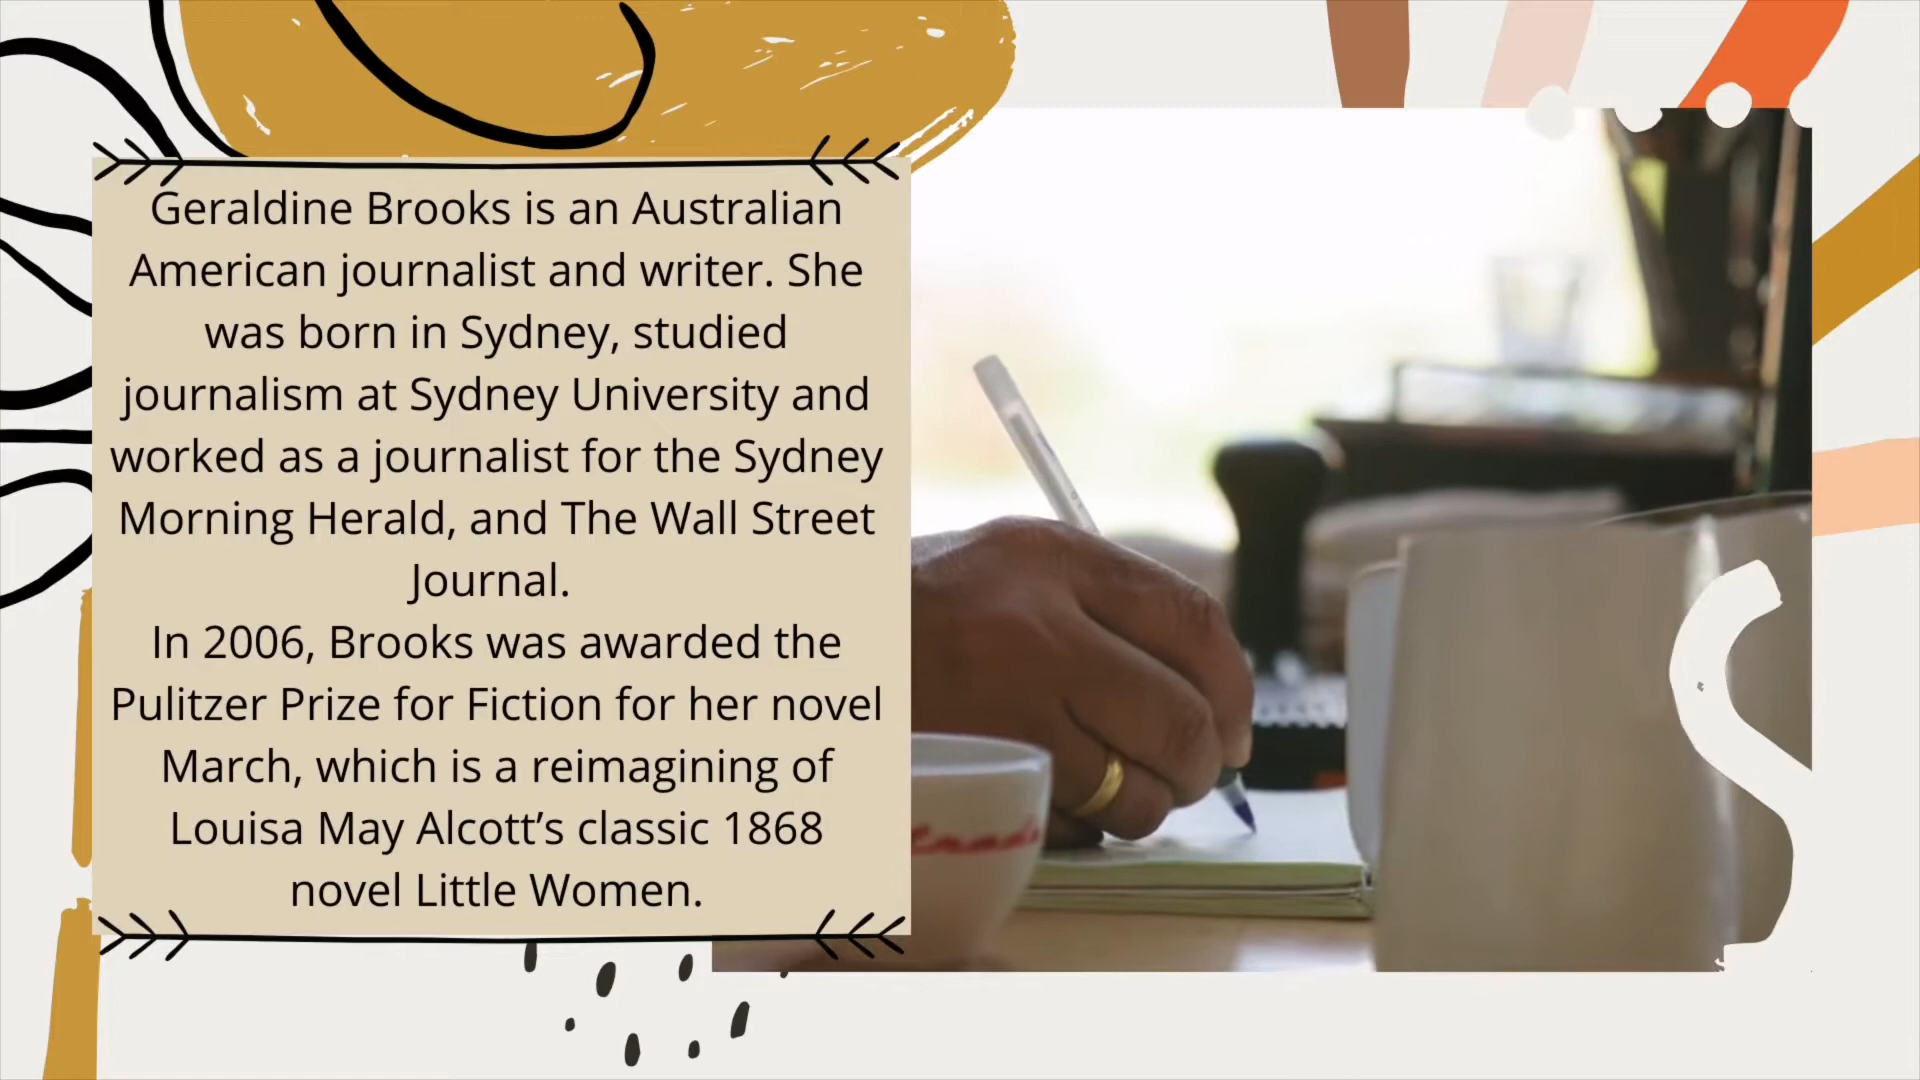 Geraldine Brooks is an Australian
American journalist and writer. She
was born in Sydney, studied
journalism at Sydney University and
worked as a journalist for the Sydney
Morning Herald, and The Wall Street
Journal.
In 2006, Brooks was awarded the
Pulitzer Prize for Fiction for her novel
March, which is a reimagining of
Louisa May Alcott’s classic 1868
novel Little Women.